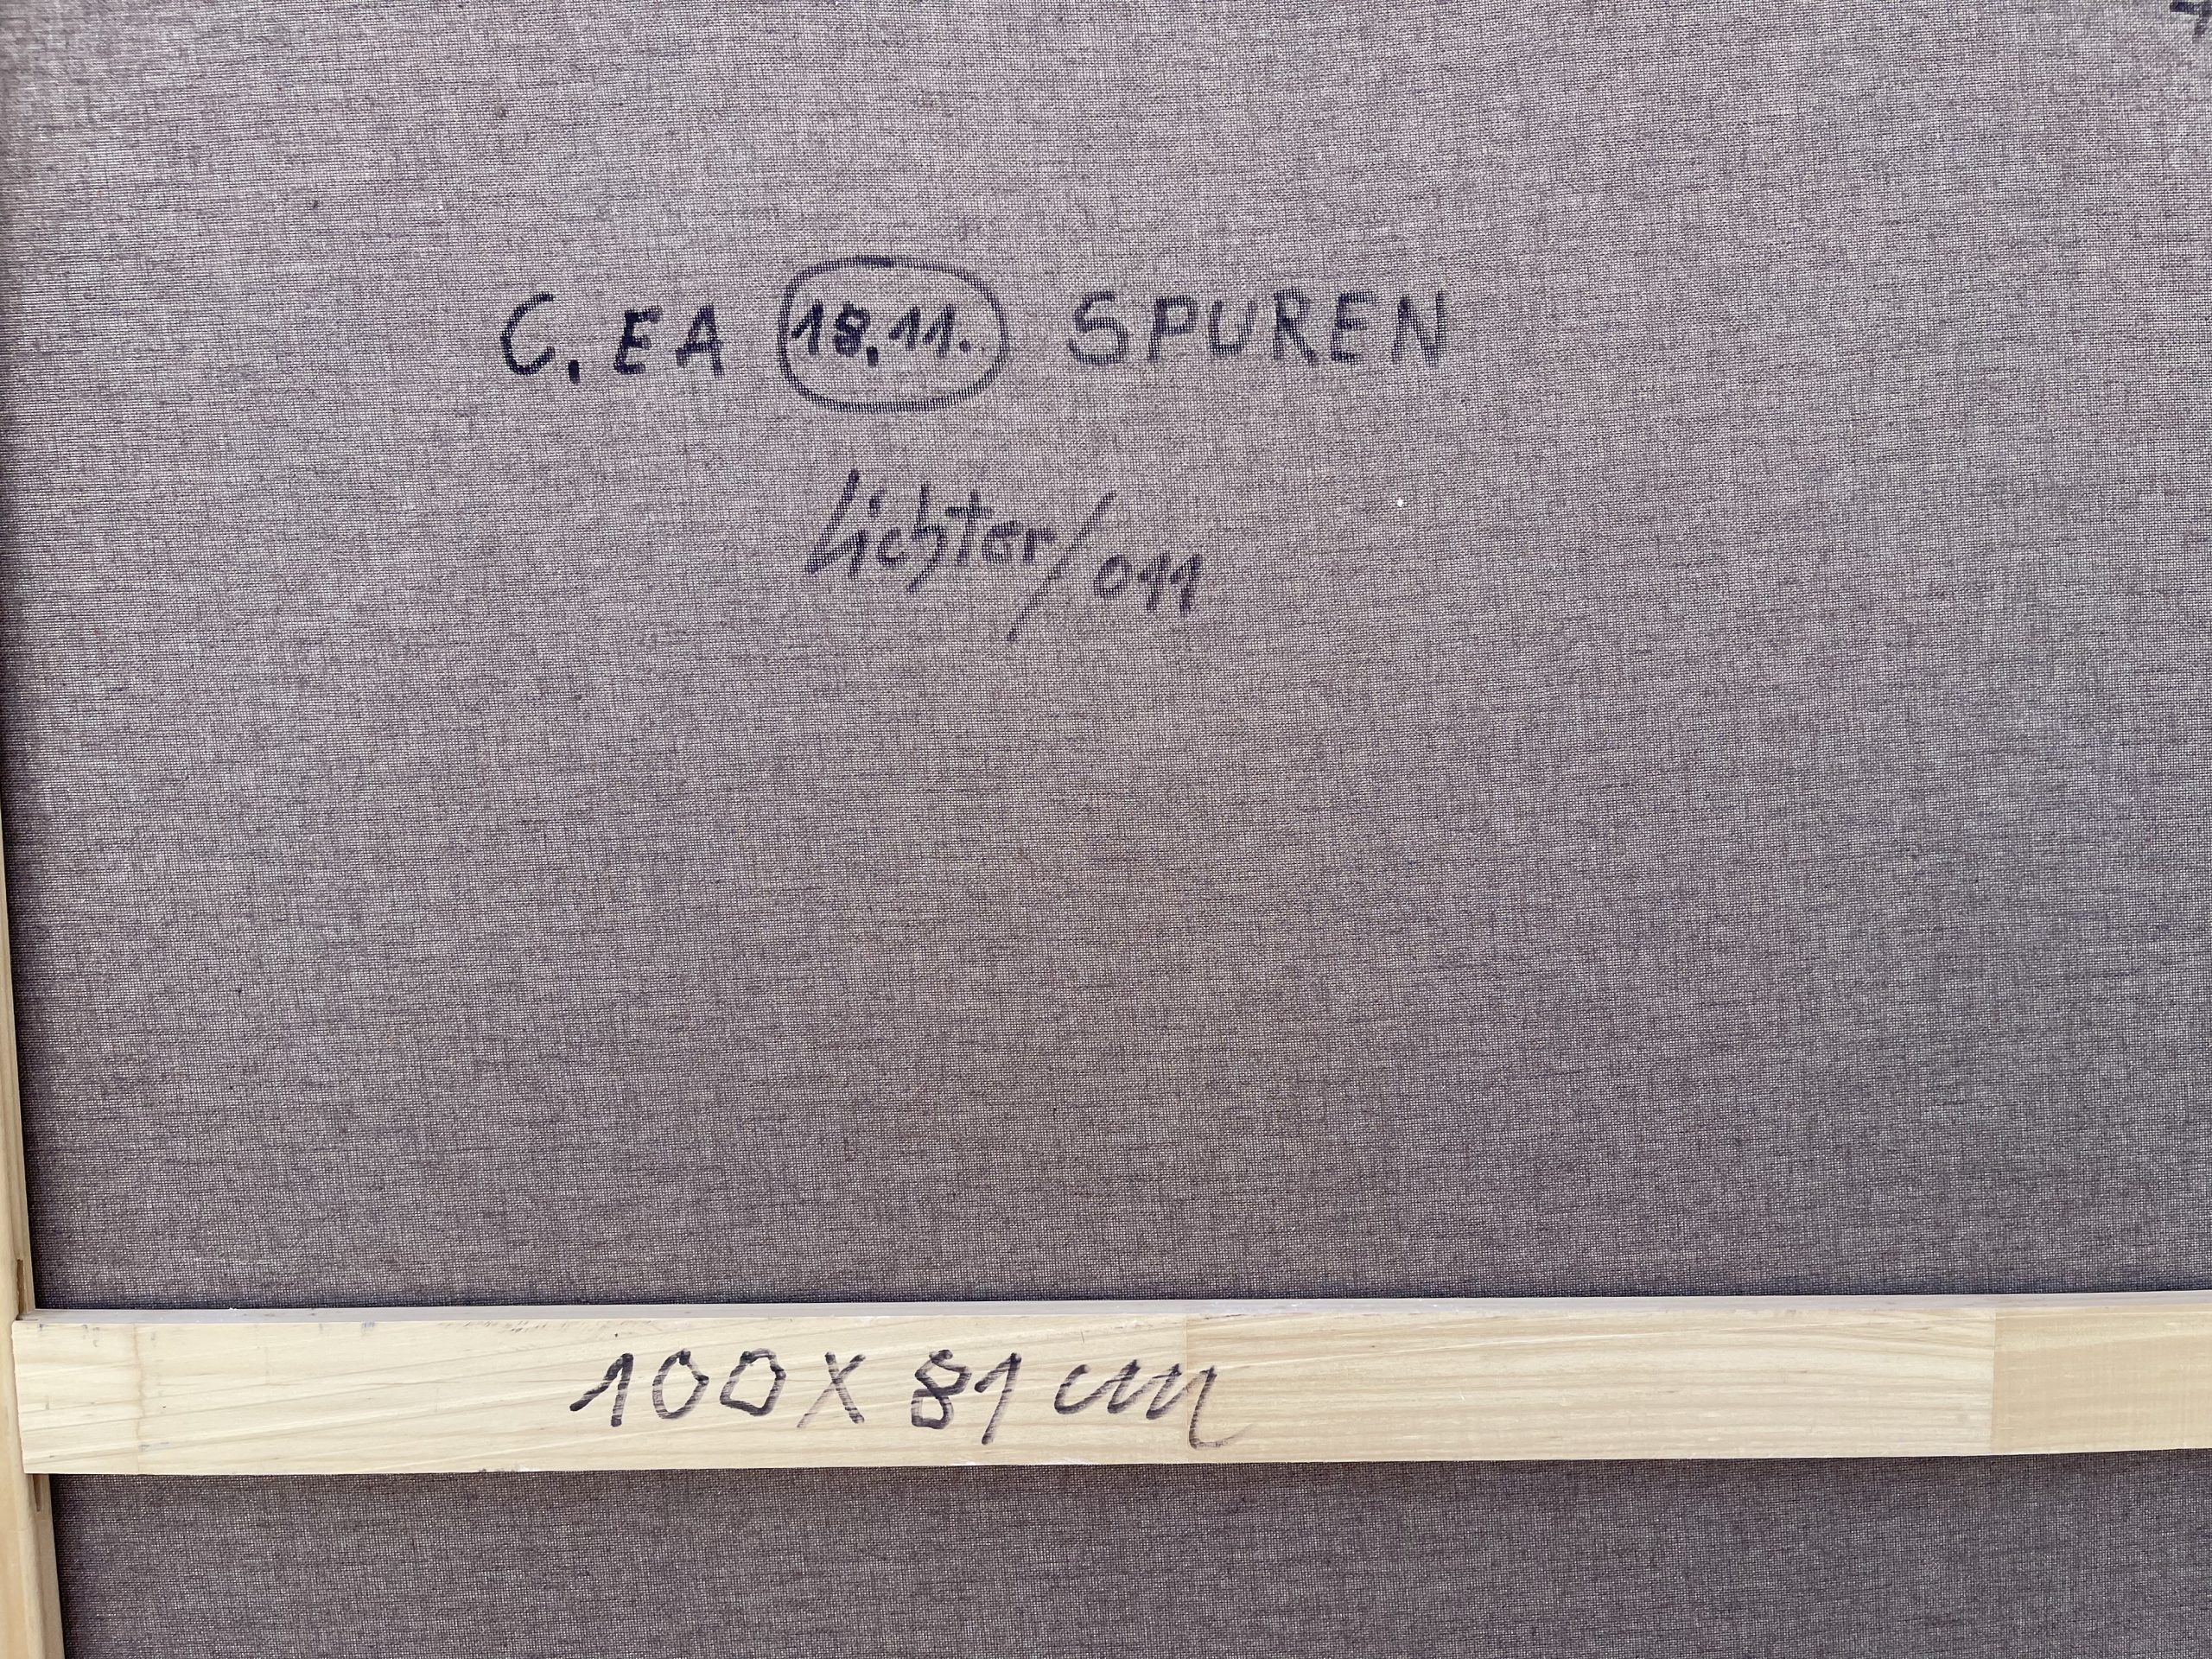 C. EA 18.11. SPUREN
Lichter/011
100 X 81 cm